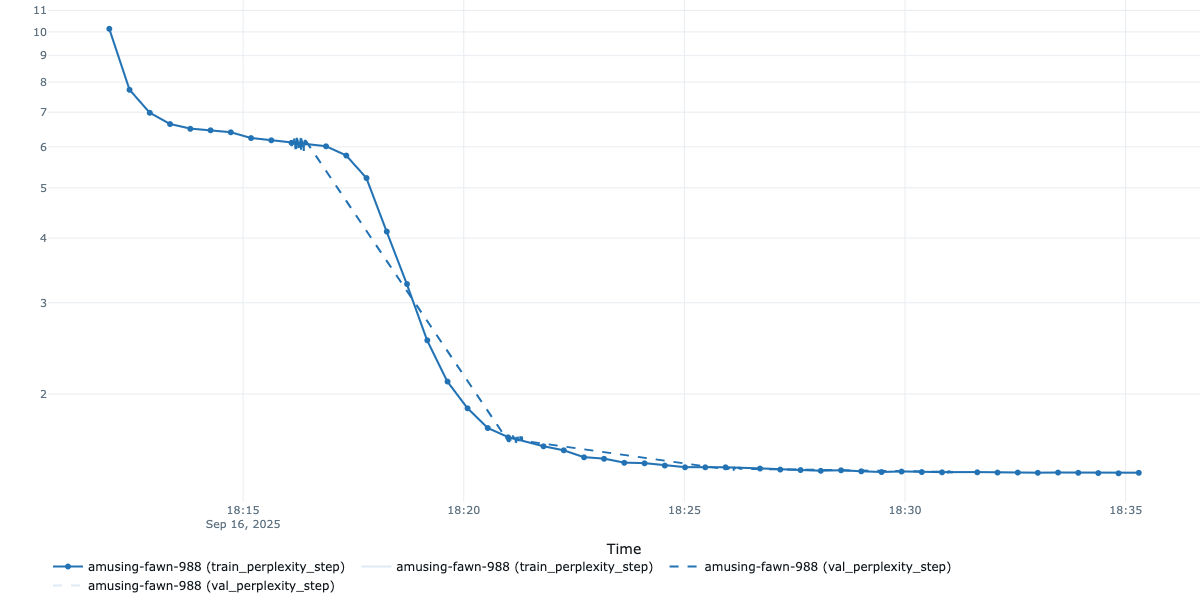 11
10
9
8
7
6
5
4
3
2
18:15
Sep 16, 2025
18:20
18:25
18:30
18:35
Time
amusing-fawn-988 (train_perplexity_step)
amusing-fawn-988 (train_perplexity_step)
amusing-fawn-988 (val_perplexity_step)
amusing-fawn-988 (val_perplexity_step)